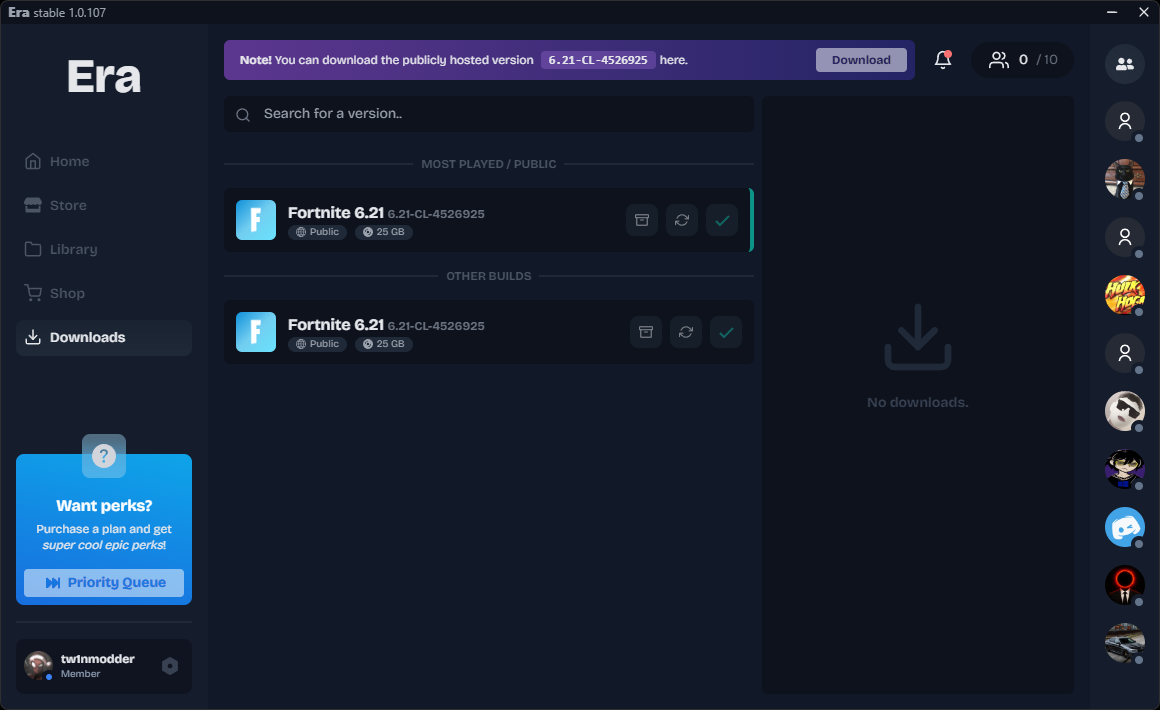 Era stable 1.0.107
Era
Home
Store
Library
Shop
Downloads
Want perks?
Purchase a plan and get
super cool epic perks!
Priority Queue
tw1nmodder
Member
Note! You can download the publicly hosted version 6.21-CL-4526925 here.
Download
0 / 10
Search for a version..
MOST PLAYED / PUBLIC
Fortnite 6.21 6.21-CL-4526925
Public 25 GB
OTHER BUILDS
Fortnite 6.21 6.21-CL-4526925
Public 25 GB
No downloads.
HULK
HOGA